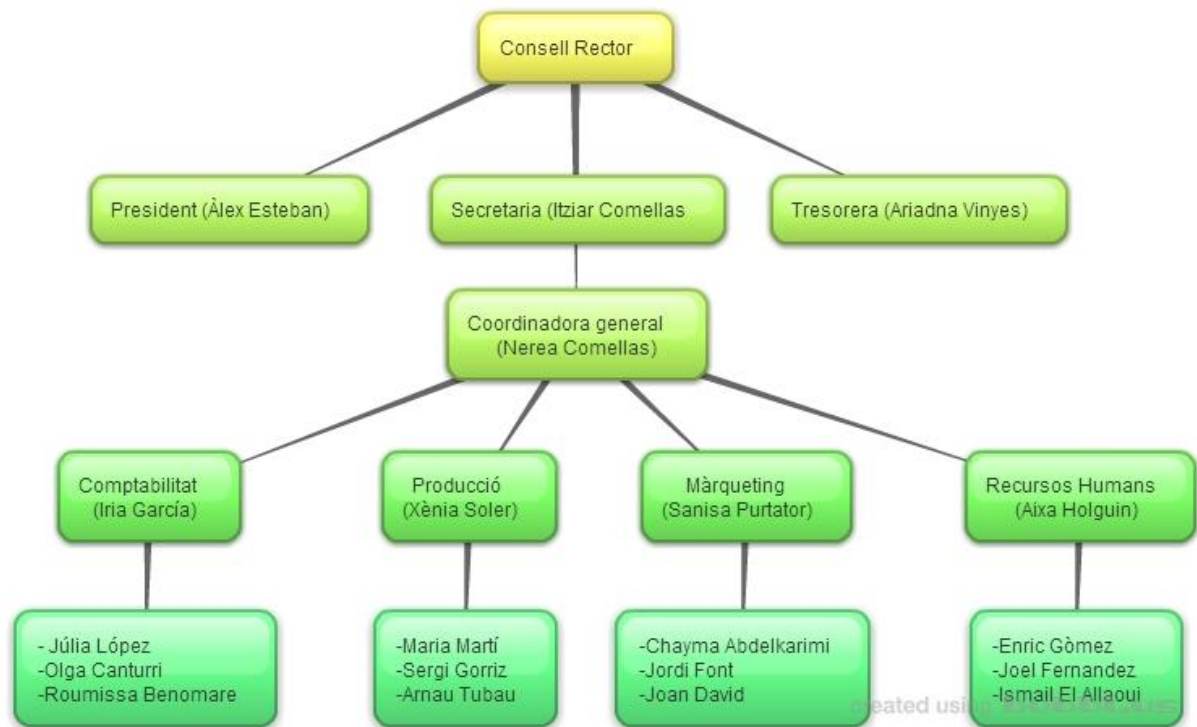 Consell Rector
President (Àlex Esteban)
Secretaria (Itziar Comellas
Tresorera (Ariadna Vinyes)
Coordinadora general
(Nerea Comellas)
Comptabilitat
(Iria García)
Producció
(Xènia Soler)
Màrqueting
(Sanisa Purtator)
Recursos Humans
(Aixa Holguin)
- Júlia López
-Olga Canturri
-Roumissa Benomare
-Maria Martí
-Sergi Gorriz
-Arnau Tubau
-Chayma Abdelkarimi
-Jordi Font
-Joan David
-Enric Gòmez
-Joel Fernandez
-Ismail El Allaoui
created using